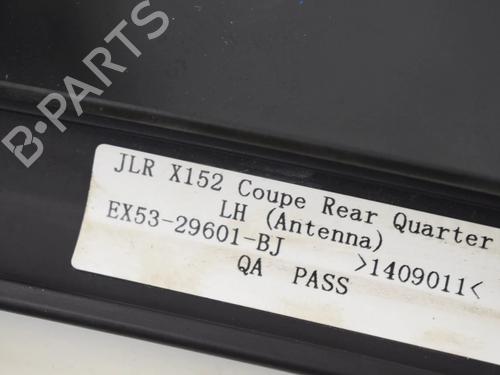 B-PARTS
JLR X152 Coupe Rear Quarter
LH (Antenna)
EX53-29601-BJ >1409011<
QA PASS